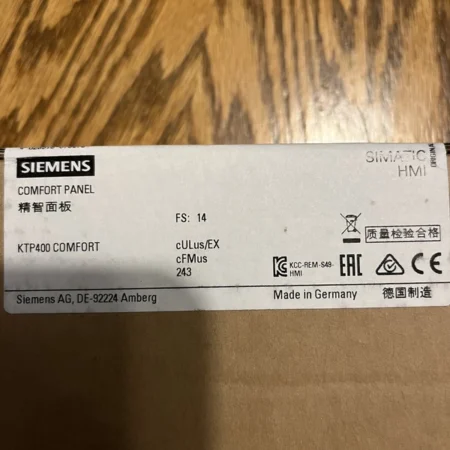 SIEMENS
SIMATIC
HMI
COMFORT PANEL
精智面板
FS: 14
质量检验合格
KTP400 COMFORT
cULus/EX
cFMus
243
KCC-REM-S49-
HMI
EAC
CE
Siemens AG, DE-92224 Amberg
Made in Germany
德国制造